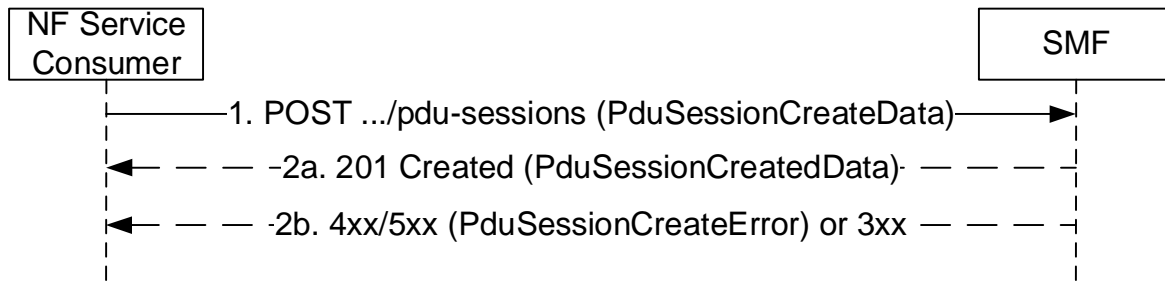 NF Service
Consumer
SMF
1. POST .../pdu-sessions (PduSessionCreateData)
2a. 201 Created (PduSessionCreatedData)
2b. 4xx/5xx (PduSessionCreateError) or 3xx